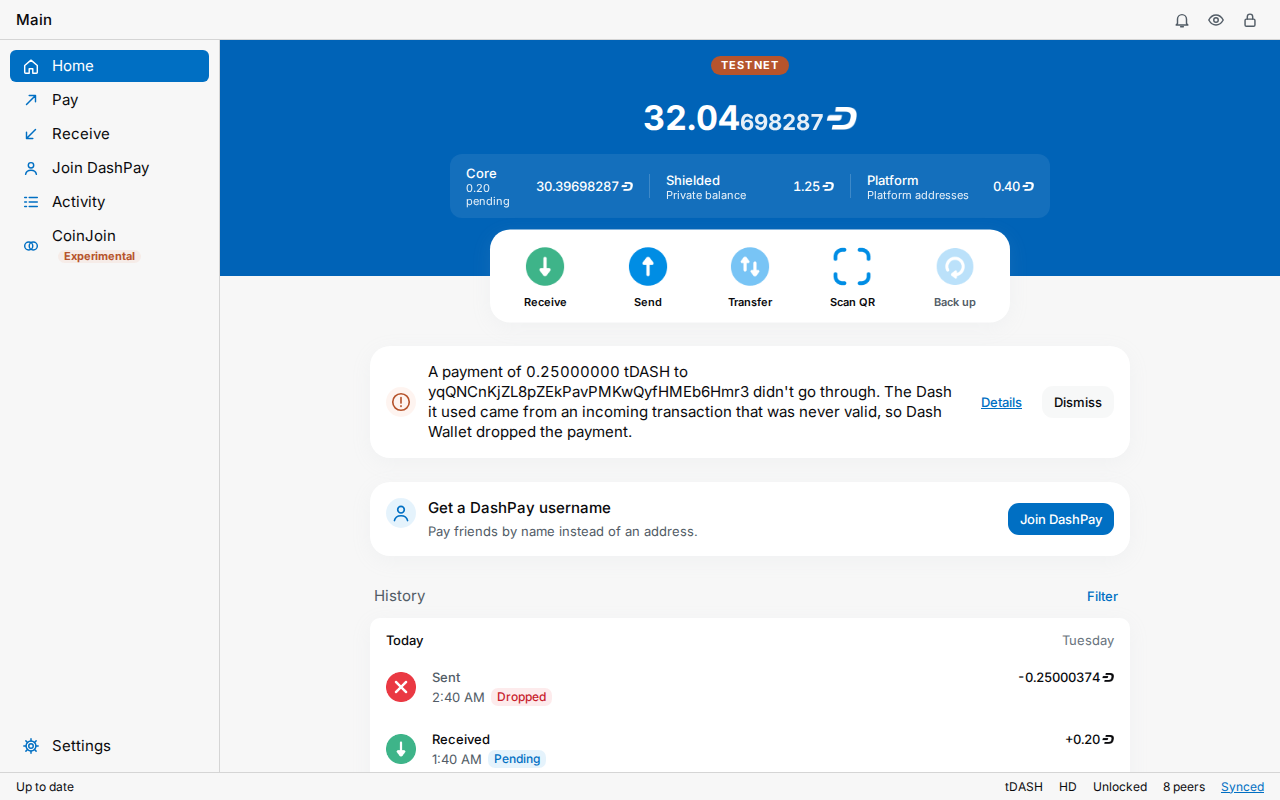 Main
Home
Pay
Receive
Join DashPay
Activity
CoinJoin
Experimental
Settings
TESTNET
32.04698287
Core
0.20
pending
30.39698287
Shielded
Private balance
1.25
Platform
Platform addresses
0.40
Receive
Send
Transfer
Scan QR
Back up
A payment of 0.25000000 tDASH to
yqQNCnKjZL8pZEkPavPMKwQyfHMEb6Hmr3 didn't go through. The Dash
it used came from an incoming transaction that was never valid, so Dash
Wallet dropped the payment.
Details
Dismiss
Get a DashPay username
Pay friends by name instead of an address.
Join DashPay
History
Filter
Today
Tuesday
Sent
-0.25000374
2:40 AM Dropped
Received
+0.20
1:40 AM Pending
Up to date
tDASH
HD
Unlocked
8 peers
Synced